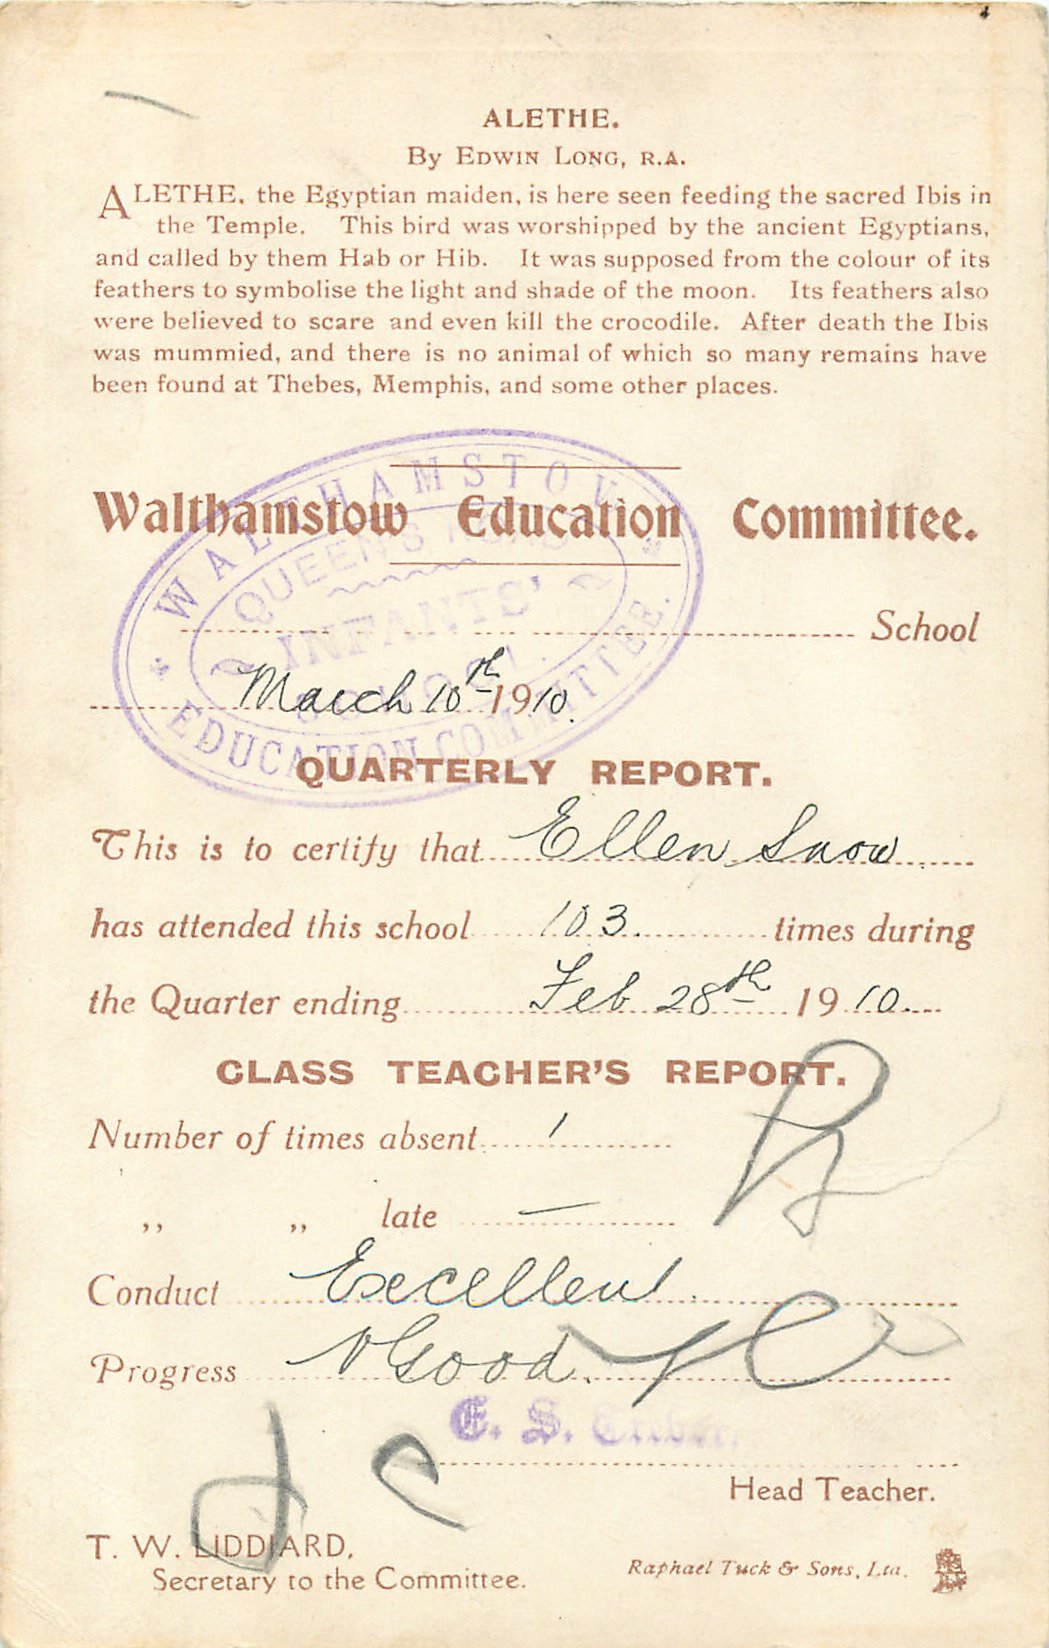 ALETHE.
By EDWIN LONG, R.A.
ALETHE, the Egyptian maiden, is here seen feeding the sacred Ibis in
the Temple. This bird was worshipped by the ancient Egyptians,
and called by them Hab or Hib. It was supposed from the colour of its
feathers to symbolise the light and shade of the moon. Its feathers also
were believed to scare and even kill the crocodile. After death the Ibis
was mummied, and there is no animal of which so many remains have
been found at Thebes, Memphis, and some other places.
WALTHAMSTOW
EDUCATION COMMITTEE.
QUEEN'S ROAD
INFANTS'
SCHOOL.
Walthamstow Education Committee.
School
March 10th 1910.
QUARTERLY REPORT.
This is to certify that Ellen Snow
has attended this school 103 times during
the Quarter ending Feb 28th 1910
CLASS TEACHER'S REPORT.
Number of times absent 1
,, ,, late —
Conduct Excellent
Progress V Good.
E. S.
Head Teacher.
T. W. LIDDIARD,
Secretary to the Committee.
Raphael Tuck & Sons, Ltd.